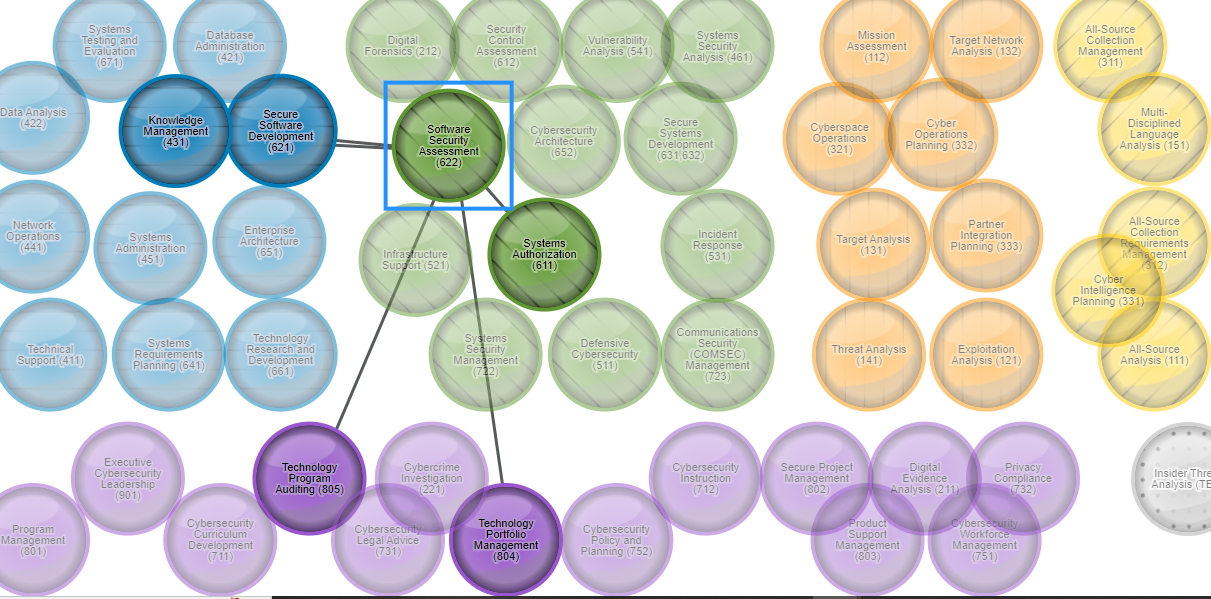 Systems
Testing and
Evaluation
(671)
Database
Administration
(421)
Digital
Forensics (212)
Security
Control
Assessment
(612)
Vulnerability
Analysis (541)
Systems
Security
Analysis (461)
Mission
Assessment
(112)
Target Network
Analysis (132)
All-Source
Collection
Management
(311)
Data Analysis
(422)
Knowledge
Management
(431)
Secure
Software
Development
(621)
Software
Security
Assessment
(622)
Cybersecurity
Architecture
(652)
Secure
Systems
Development
(631,632)
Cyberspace
Operations
(321)
Cyber
Operations
Planning (332)
Multi-
Disciplined
Language
Analysis (151)
Network
Operations
(441)
Systems
Administration
(451)
Enterprise
Architecture
(651)
Infrastructure
Support (521)
Systems
Authorization
(611)
Incident
Response
(531)
Target Analysis
(131)
Partner
Integration
Planning (333)
All-Source
Collection
Requirements
Management
(312)
Cyber
Intelligence
Planning (331)
Technical
Support (411)
Systems
Requirements
Planning (641)
Technology
Research and
Development
(661)
Systems
Security
Management
(722)
Defensive
Cybersecurity
(511)
Communications
Security
(COMSEC)
Management
(723)
Threat Analysis
(141)
Exploitation
Analysis (121)
All-Source
Analysis (111)
Executive
Cybersecurity
Leadership
(901)
Technology
Program
Auditing (805)
Cybercrime
Investigation
(221)
Cybersecurity
Instruction
(712)
Secure Project
Management
(802)
Digital
Evidence
Analysis (211)
Privacy
Compliance
(732)
Insider Thre
Analysis (TE
Program
Management
(801)
Cybersecurity
Curriculum
Development
(711)
Cybersecurity
Legal Advice
(731)
Technology
Portfolio
Management
(804)
Cybersecurity
Policy and
Planning (752)
Product
Support
Management
(803)
Cybersecurity
Workforce
Management
(751)